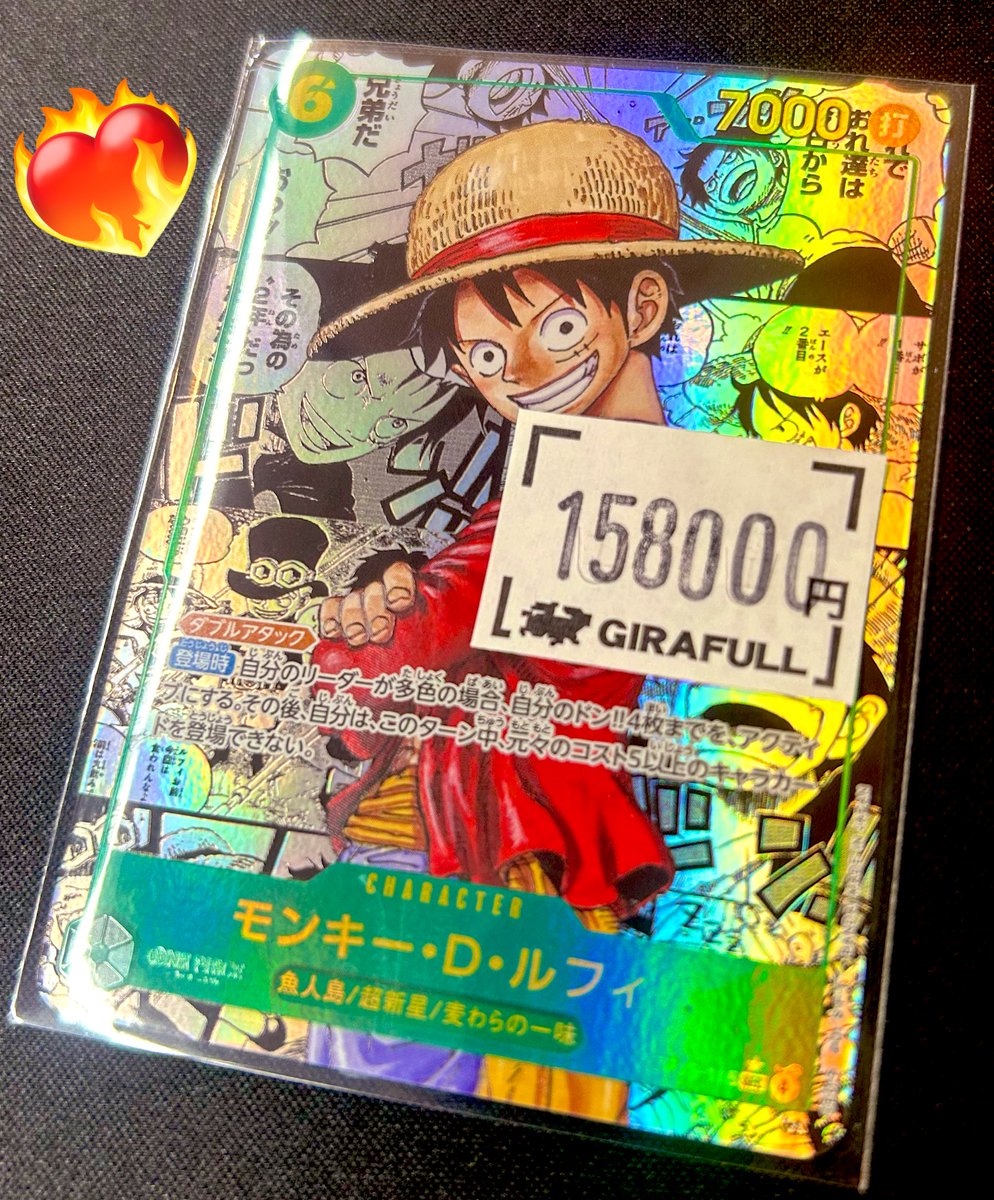 6
7000
打
兄弟だ
おれ達は
から
その為の
2年だっ
エースが
2番目
!!
158000円
GIRAFULL
ダブルアタック
登場時 自分のリーダーが多色の場合、自分のドン!!4枚までを、アクティ
ブにする。その後、自分は、このターン中、元々のコスト5以上のキャラカー
ドを登場できない。
CHARACTER
モンキー・D・ルフィ
魚人島/超新星/麦わらの一味